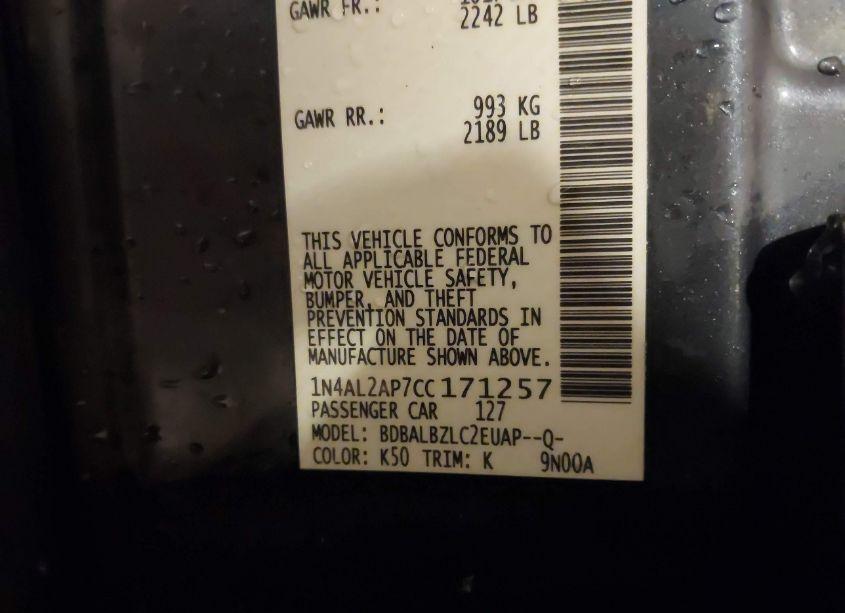 GAWR FR.:
2242 LB
GAWR RR.: 993 KG
2189 LB
THIS VEHICLE CONFORMS TO
ALL APPLICABLE FEDERAL
MOTOR VEHICLE SAFETY,
BUMPER, AND THEFT
PREVENTION STANDARDS IN
EFFECT ON THE DATE OF
MANUFACTURE SHOWN ABOVE.
1N4AL2AP7CC171257
PASSENGER CAR 127
MODEL: BDBALBZLC2EUAP--Q-
COLOR: K50 TRIM: K 9N00A